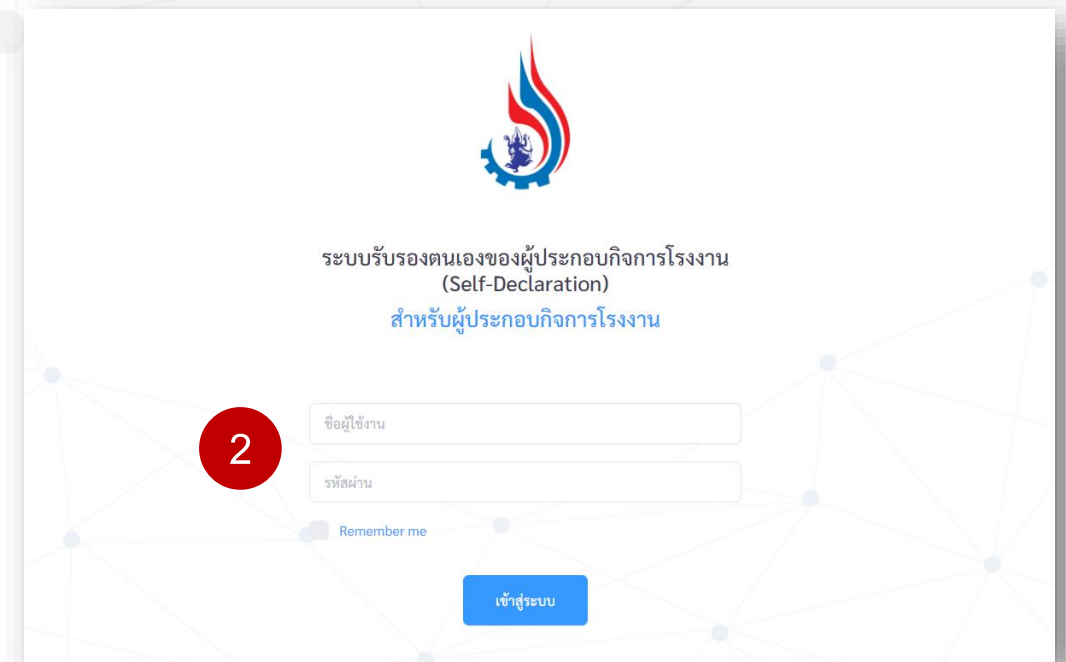 ระบบรับรองตนเองของผู้ประกอบกิจการโรงงาน
(Self-Declaration)
สำหรับผู้ประกอบกิจการโรงงาน
ชื่อผู้ใช้งาน
2
รหัสผ่าน
Remember me
เข้าสู่ระบบ